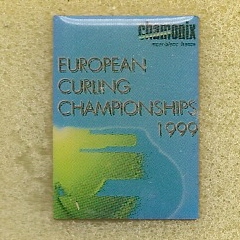 chamonix
EUROPEAN
CURLING
CHAMPIONSHIPS
1999